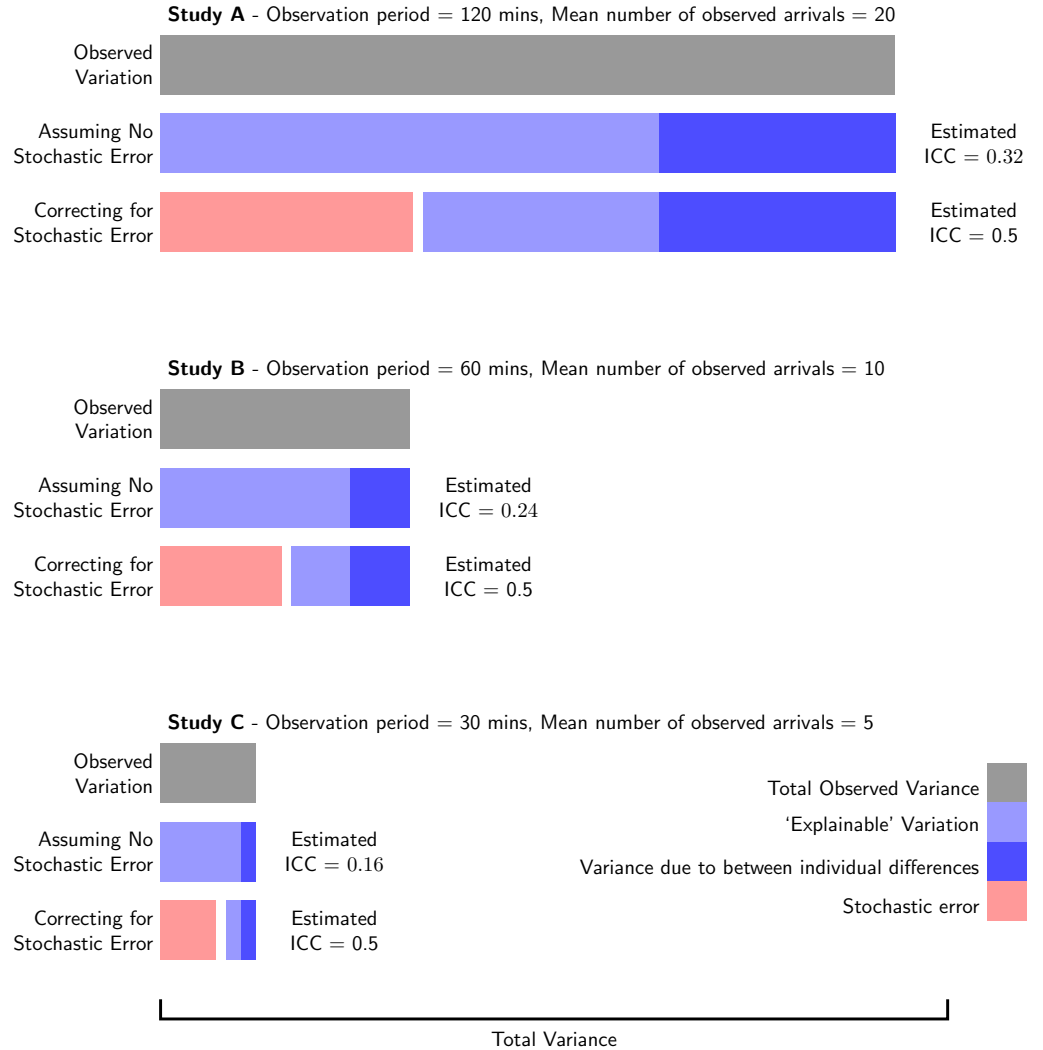 Study A - Observation period = 120 mins, Mean number of observed arrivals = 20
Observed
Variation
Assuming No
Stochastic Error
Estimated
ICC = 0.32
Correcting for
Stochastic Error
Estimated
ICC = 0.5
Study B - Observation period = 60 mins, Mean number of observed arrivals = 10
Observed
Variation
Assuming No
Stochastic Error
Estimated
ICC = 0.24
Correcting for
Stochastic Error
Estimated
ICC = 0.5
Study C - Observation period = 30 mins, Mean number of observed arrivals = 5
Observed
Variation
Assuming No
Stochastic Error
Estimated
ICC = 0.16
Correcting for
Stochastic Error
Estimated
ICC = 0.5
Total Observed Variance
‘Explainable’ Variation
Variance due to between individual differences
Stochastic error
Total Variance